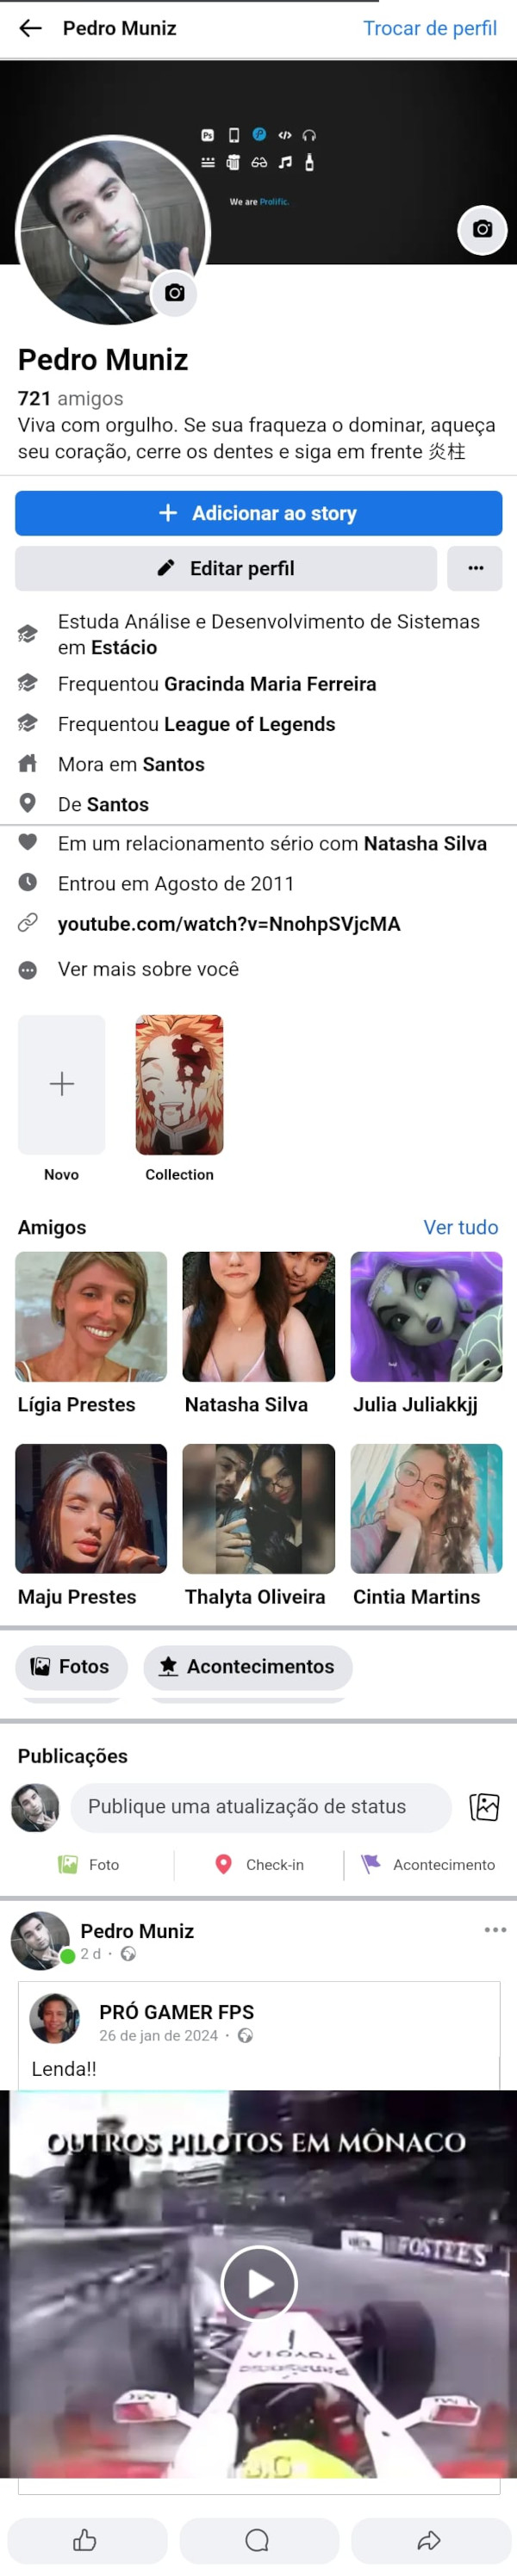 Pedro Muniz
Trocar de perfil
Ps
We are Prolific.
Pedro Muniz
721 amigos
Viva com orgulho. Se sua fraqueza o dominar, aqueça
seu coração, cerre os dentes e siga em frente 炎柱
Adicionar ao story
Editar perfil
Estuda Análise e Desenvolvimento de Sistemas
em Estácio
Frequentou Gracinda Maria Ferreira
Frequentou League of Legends
Mora em Santos
De Santos
Em um relacionamento sério com Natasha Silva
Entrou em Agosto de 2011
youtube.com/watch?v=NnohpSVjcMA
Ver mais sobre você
Novo
Collection
Amigos
Ver tudo
Lígia Prestes
Natasha Silva
Julia Juliakkjj
Maju Prestes
Thalyta Oliveira
Cintia Martins
Fotos
Acontecimentos
Publicações
Publique uma atualização de status
Foto
Check-in
Acontecimento
Pedro Muniz
2 d
PRÓ GAMER FPS
26 de jan de 2024
Lenda!!
OUTROS PILOTOS EM MÔNACO
FOSTER'S
TOYOTA
Panasonic